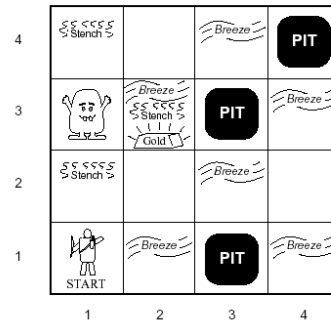 4
Stench
Breeze
PIT
3
Breeze
Stench
Gold
PIT
Breeze
2
Stench
Breeze
1
START
Breeze
PIT
Breeze
1 2 3 4